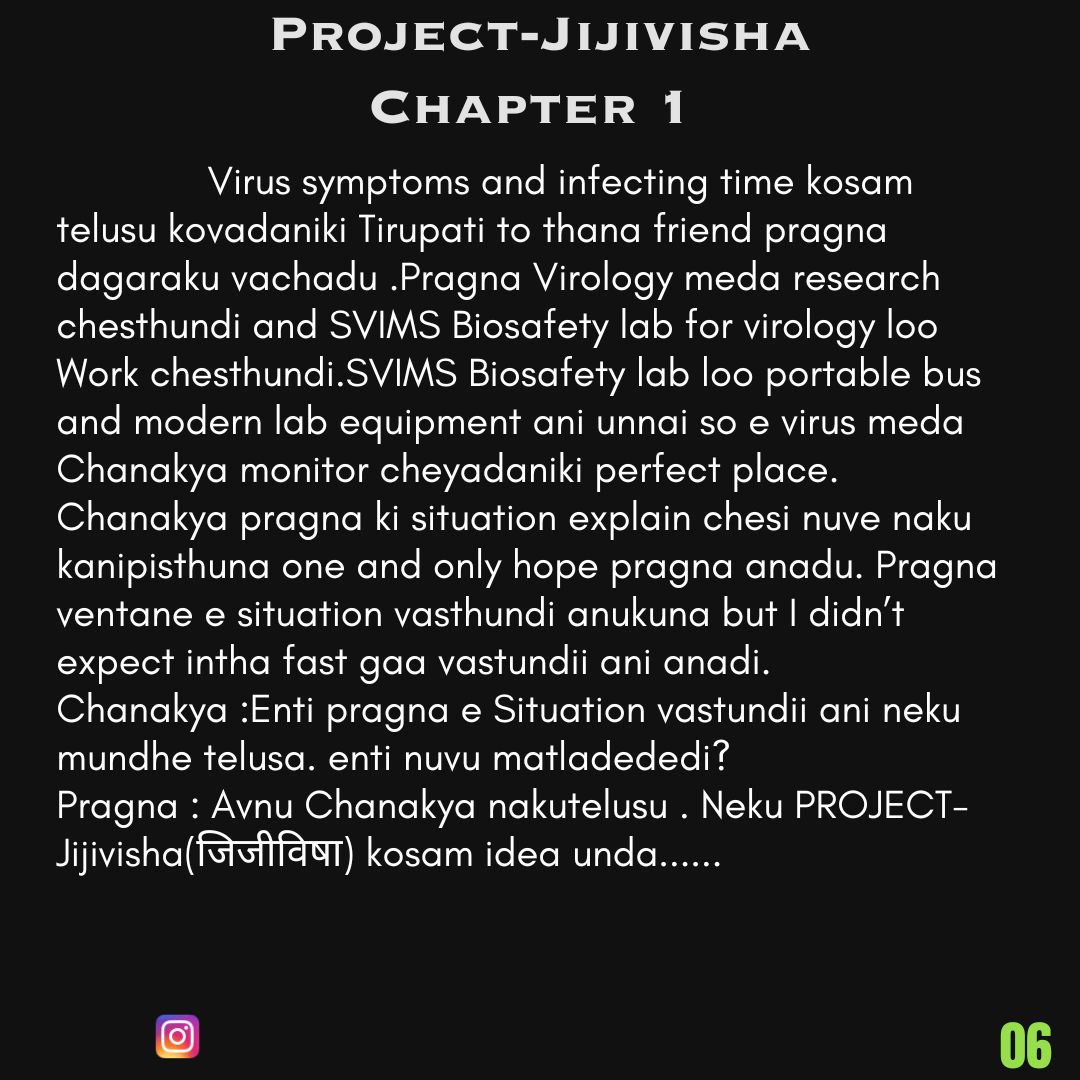 Project-Jijivisha
Chapter 1
Virus symptoms and infecting time kosam
telusu kovadaniki Tirupati to thana friend pragna
dagaraku vachadu .Pragna Virology meda research
chesthundi and SVIMS Biosafety lab for virology loo
Work chesthundi.SVIMS Biosafety lab loo portable bus
and modern lab equipment ani unnai so e virus meda
Chanakya monitor cheyadaniki perfect place.
Chanakya pragna ki situation explain chesi nuve naku
kanipisthuna one and only hope pragna anadu. Pragna
ventane e situation vasthundi anukuna but I didn’t
expect intha fast gaa vastundii ani anadi.
Chanakya :Enti pragna e Situation vastundii ani neku
mundhe telusa. enti nuvu matladededi?
Pragna : Avnu Chanakya nakutelusu . Neku PROJECT-
Jijivisha(जिजीविषा) kosam idea unda......
06